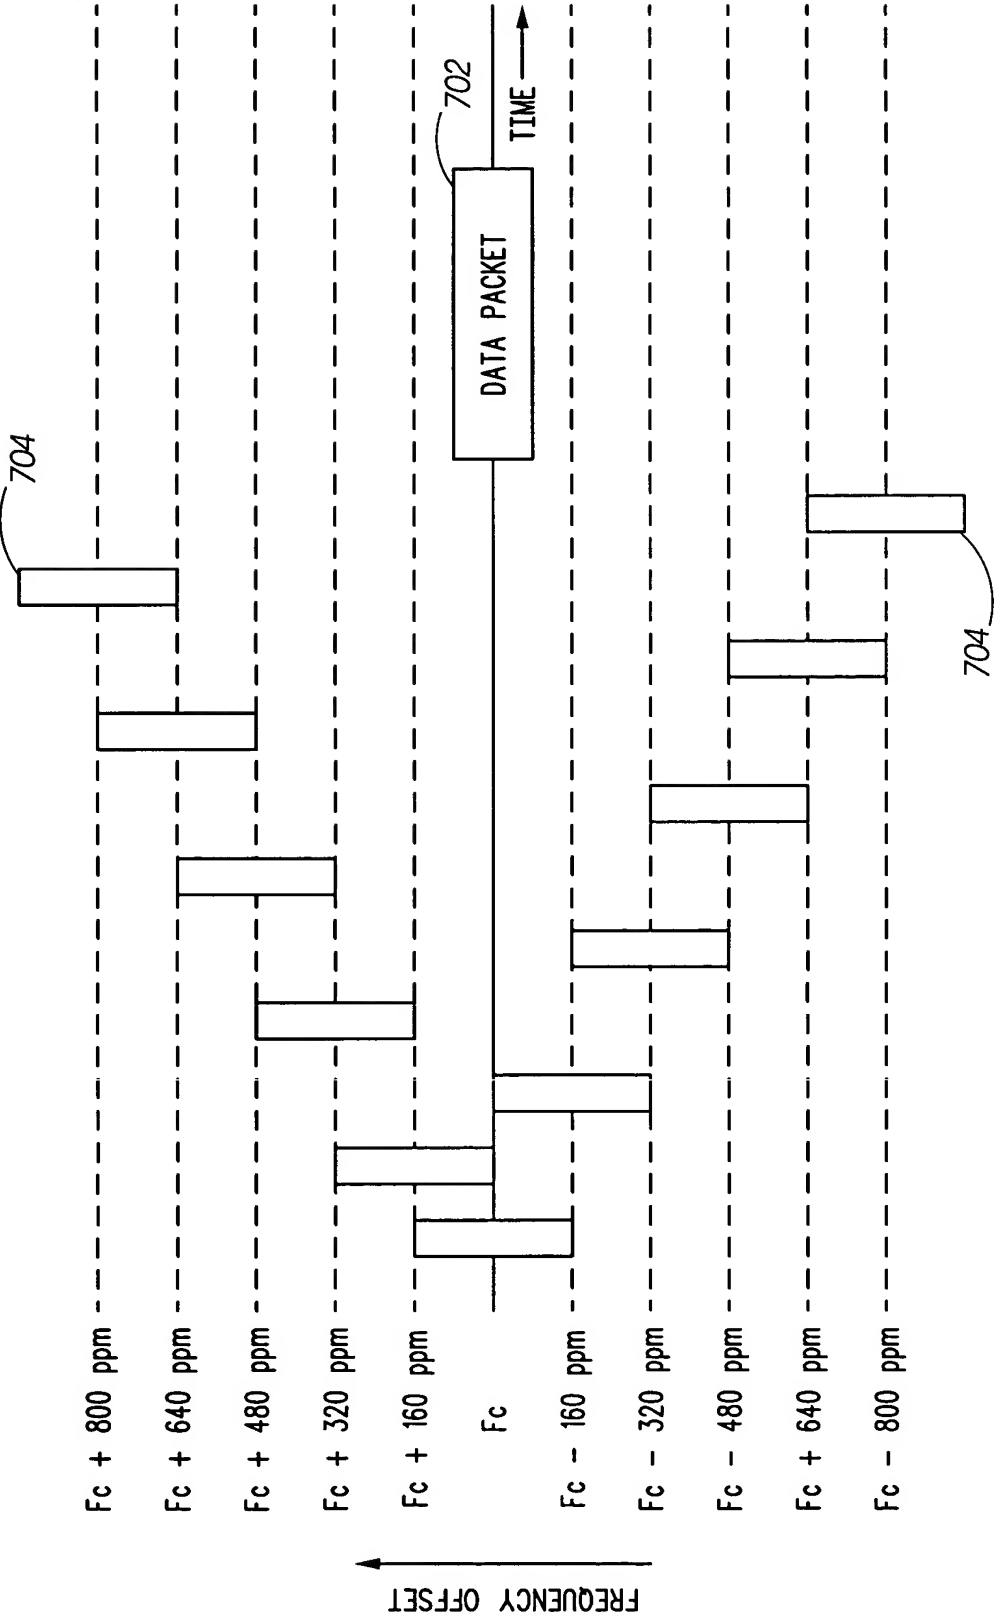 704
702
TIME
DATA PACKET
704
Fc + 800 ppm
Fc + 640 ppm
Fc + 480 ppm
Fc + 320 ppm
Fc + 160 ppm
Fc
Fc - 160 ppm
Fc - 320 ppm
Fc - 480 ppm
Fc + 640 ppm
Fc - 800 ppm
FREQUENCY OFFSET